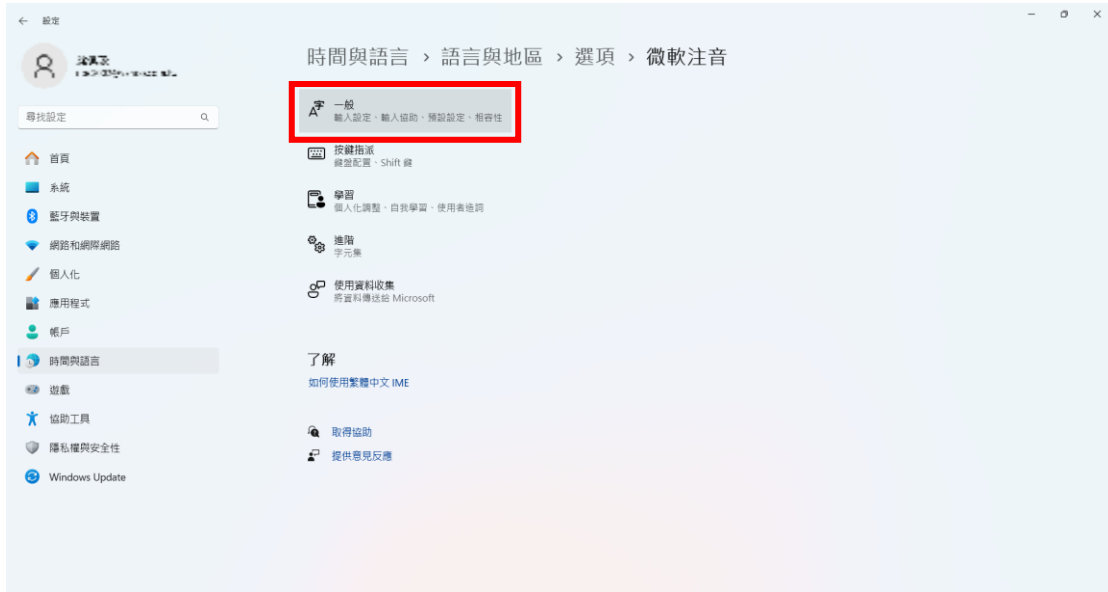 設定
時間與語言 › 語言與地區 › 選項 › 微軟注音
尋找設定
首頁
系統
藍牙與裝置
網路和網際網路
個人化
應用程式
帳戶
時間與語言
遊戲
協助工具
隱私權與安全性
Windows Update
一般
輸入設定、輸入協助、預設設定、相容性
按鍵指派
鍵盤配置、Shift 鍵
學習
個人化調整、自我學習、使用者造詞
進階
字元集
使用資料收集
將資料傳送給 Microsoft
了解
如何使用繁體中文 IME
取得協助
提供意見反應